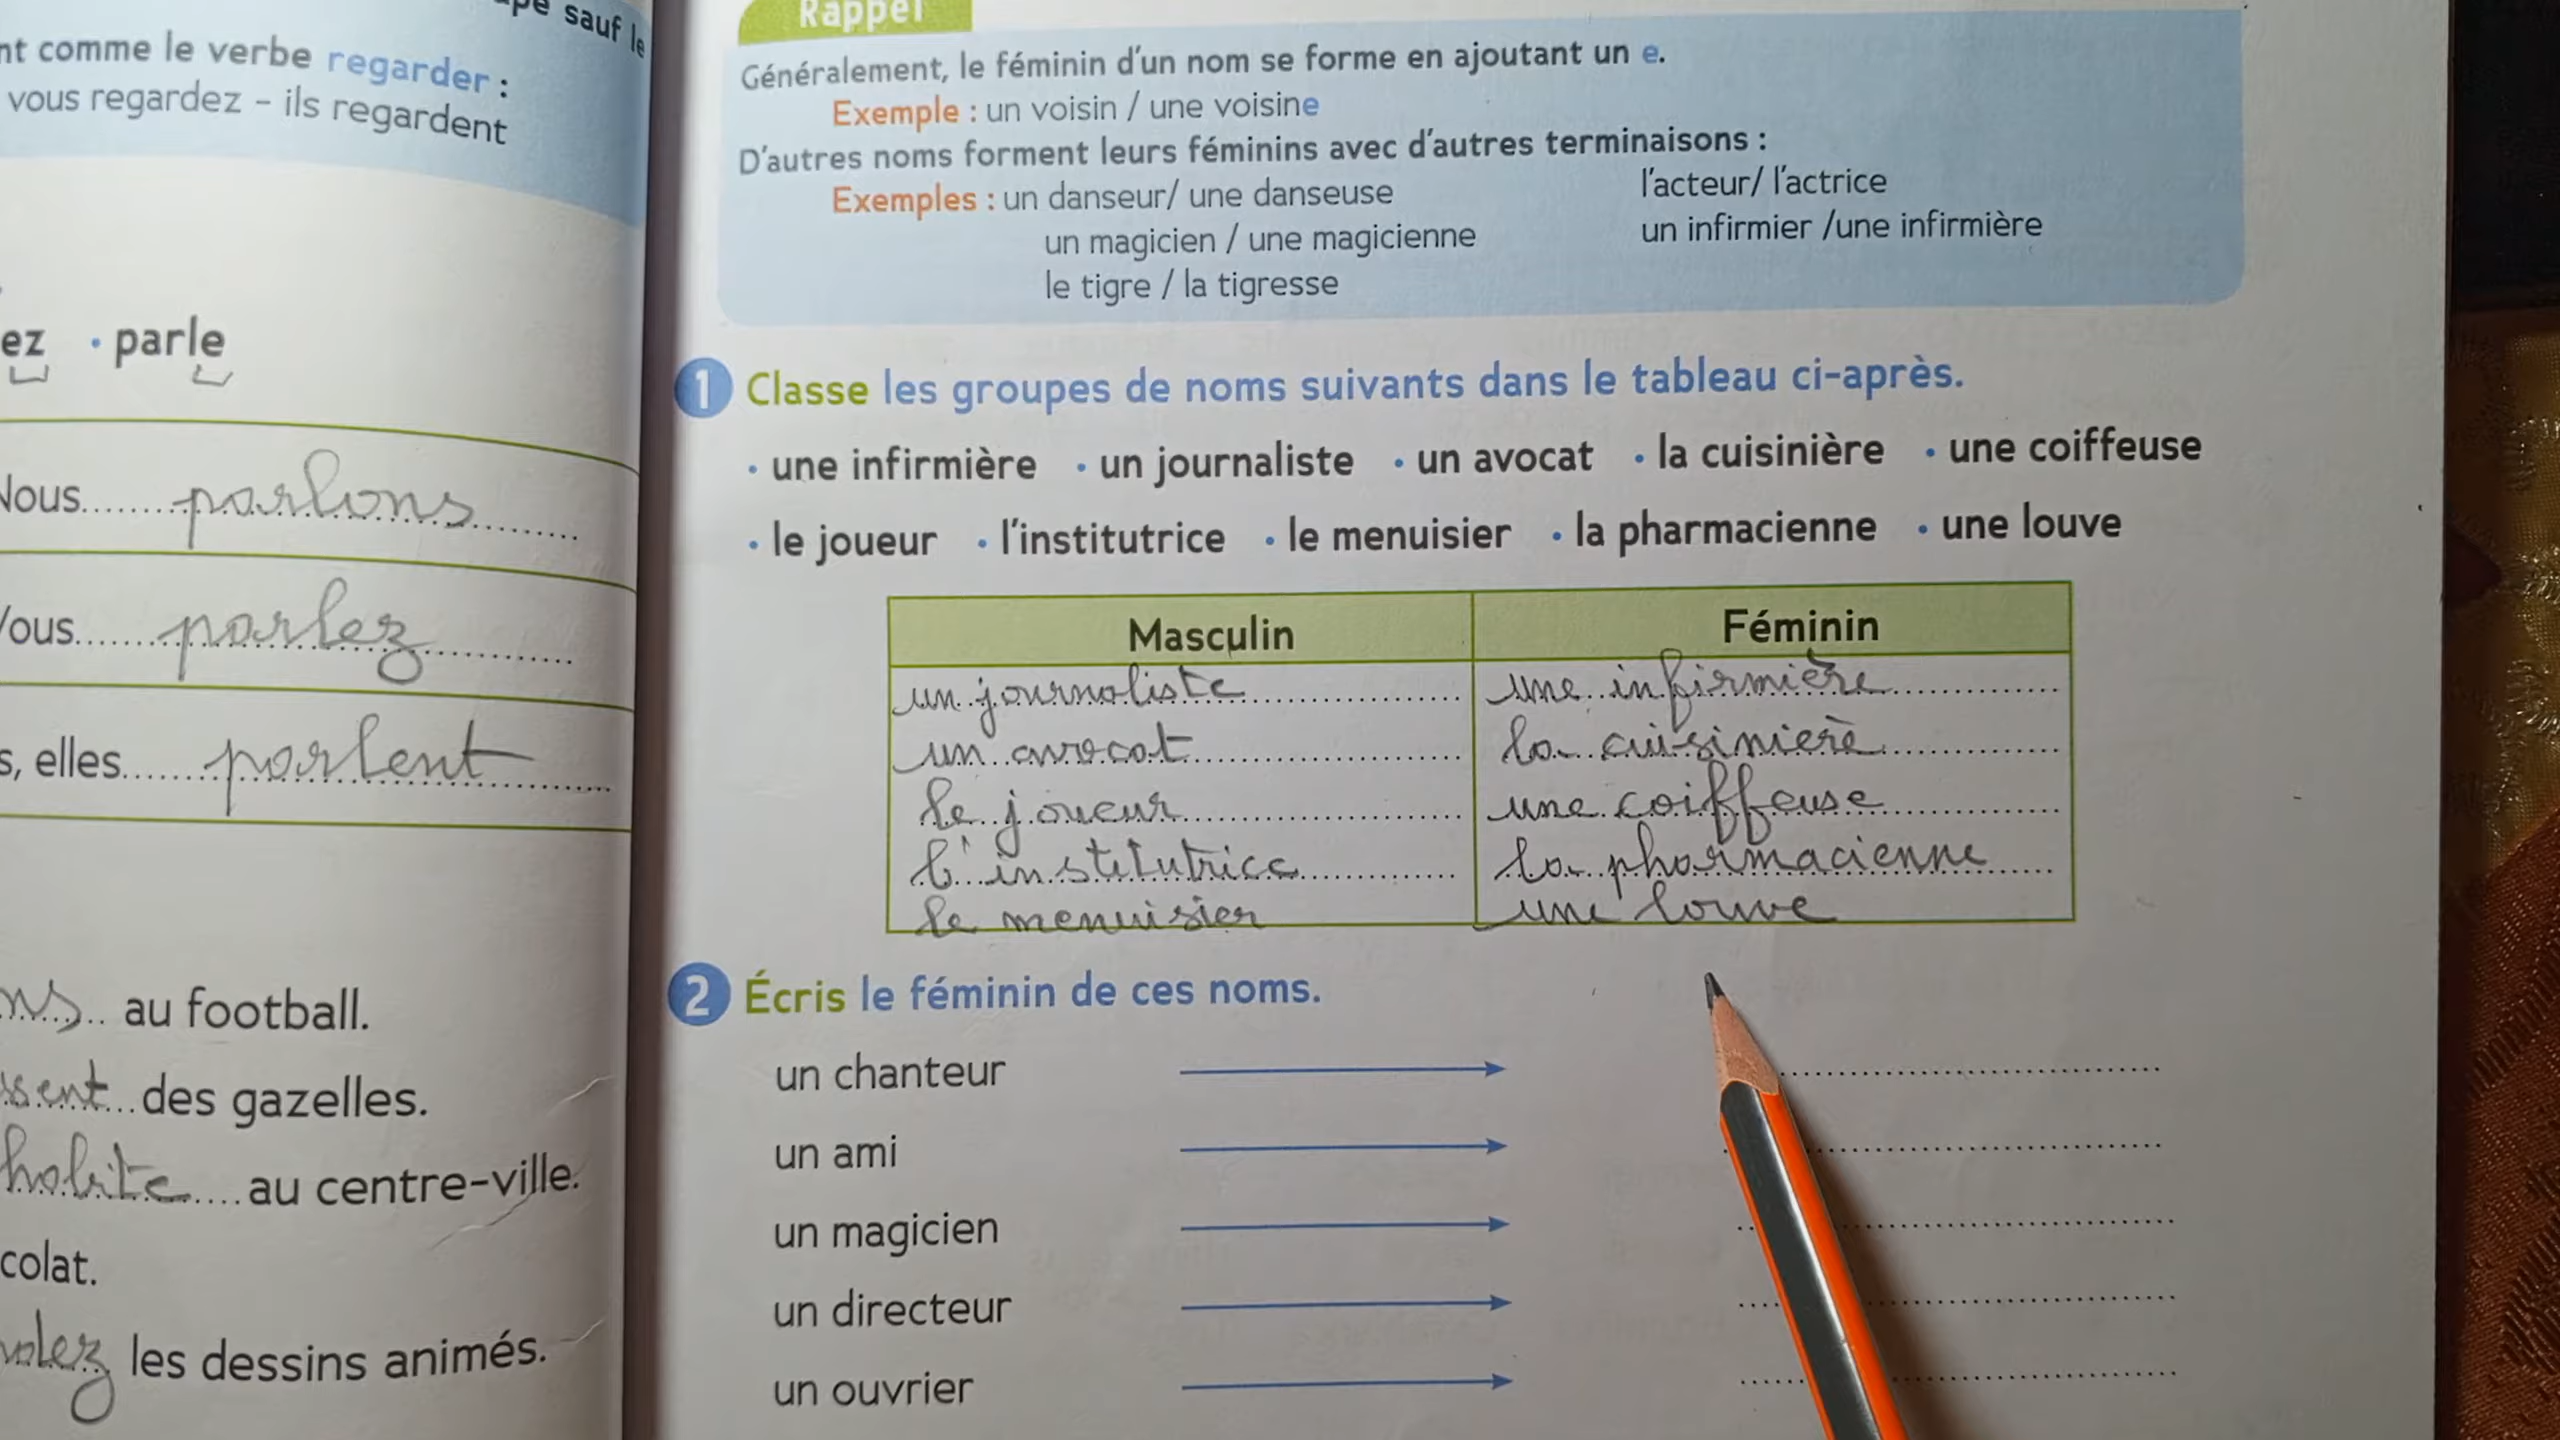 sauf le
nt comme le verbe regarder :
vous regardez – ils regardent
ez • parle
Nous parlons
Vous parlez
s, elles parlent
ns au football.
ssent des gazelles.
habite au centre-ville.
colat.
les dessins animés.
Rappel
Généralement, le féminin d'un nom se forme en ajoutant un e.
Exemple : un voisin / une voisine
D'autres noms forment leurs féminins avec d'autres terminaisons :
Exemples : un danseur/ une danseuse l'acteur/ l'actrice
un magicien / une magicienne un infirmier /une infirmière
le tigre / la tigresse
1 Classe les groupes de noms suivants dans le tableau ci-après.
• une infirmière • un journaliste • un avocat • la cuisinière • une coiffeuse
• le joueur • l'institutrice • le menuisier • la pharmacienne • une louve
Masculin Féminin
un journaliste une infirmière
un avocat la cuisinierè
le joueur une coiffeuse
l'institutrice la pharmacienne
le menuisier une louve
2 Écris le féminin de ces noms.
un chanteur
un ami
un magicien
un directeur
un ouvrier